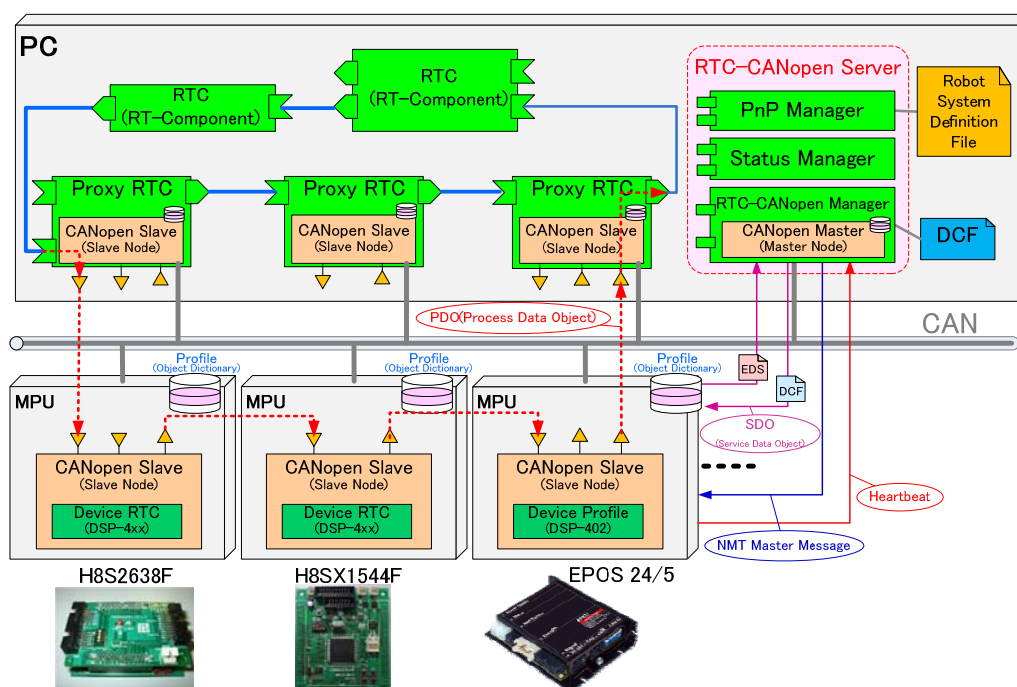 PC
RTC
(RT-Component)
RTC
(RT-Component)
RTC-CANopen Server
PnP Manager
Status Manager
RTC-CANopen Manager
CANopen Master
(Master Node)
Robot
System
Definition
File
DCF
Proxy RTC
CANopen Slave
(Slave Node)
Proxy RTC
CANopen Slave
(Slave Node)
Proxy RTC
CANopen Slave
(Slave Node)
PDO(Process Data Object)
CAN
Profile
(Object Dictionary)
Profile
(Object Dictionary)
Profile
(Object Dictionary)
EDS
DCF
SDO
(Service Data Object)
MPU
CANopen Slave
(Slave Node)
Device RTC
(DSP-4xx)
MPU
CANopen Slave
(Slave Node)
Device RTC
(DSP-4xx)
MPU
CANopen Slave
(Slave Node)
Device Profile
(DSP-402)
Heartbeat
NMT Master Message
H8S2638F
H8SX1544F
EPOS 24/5